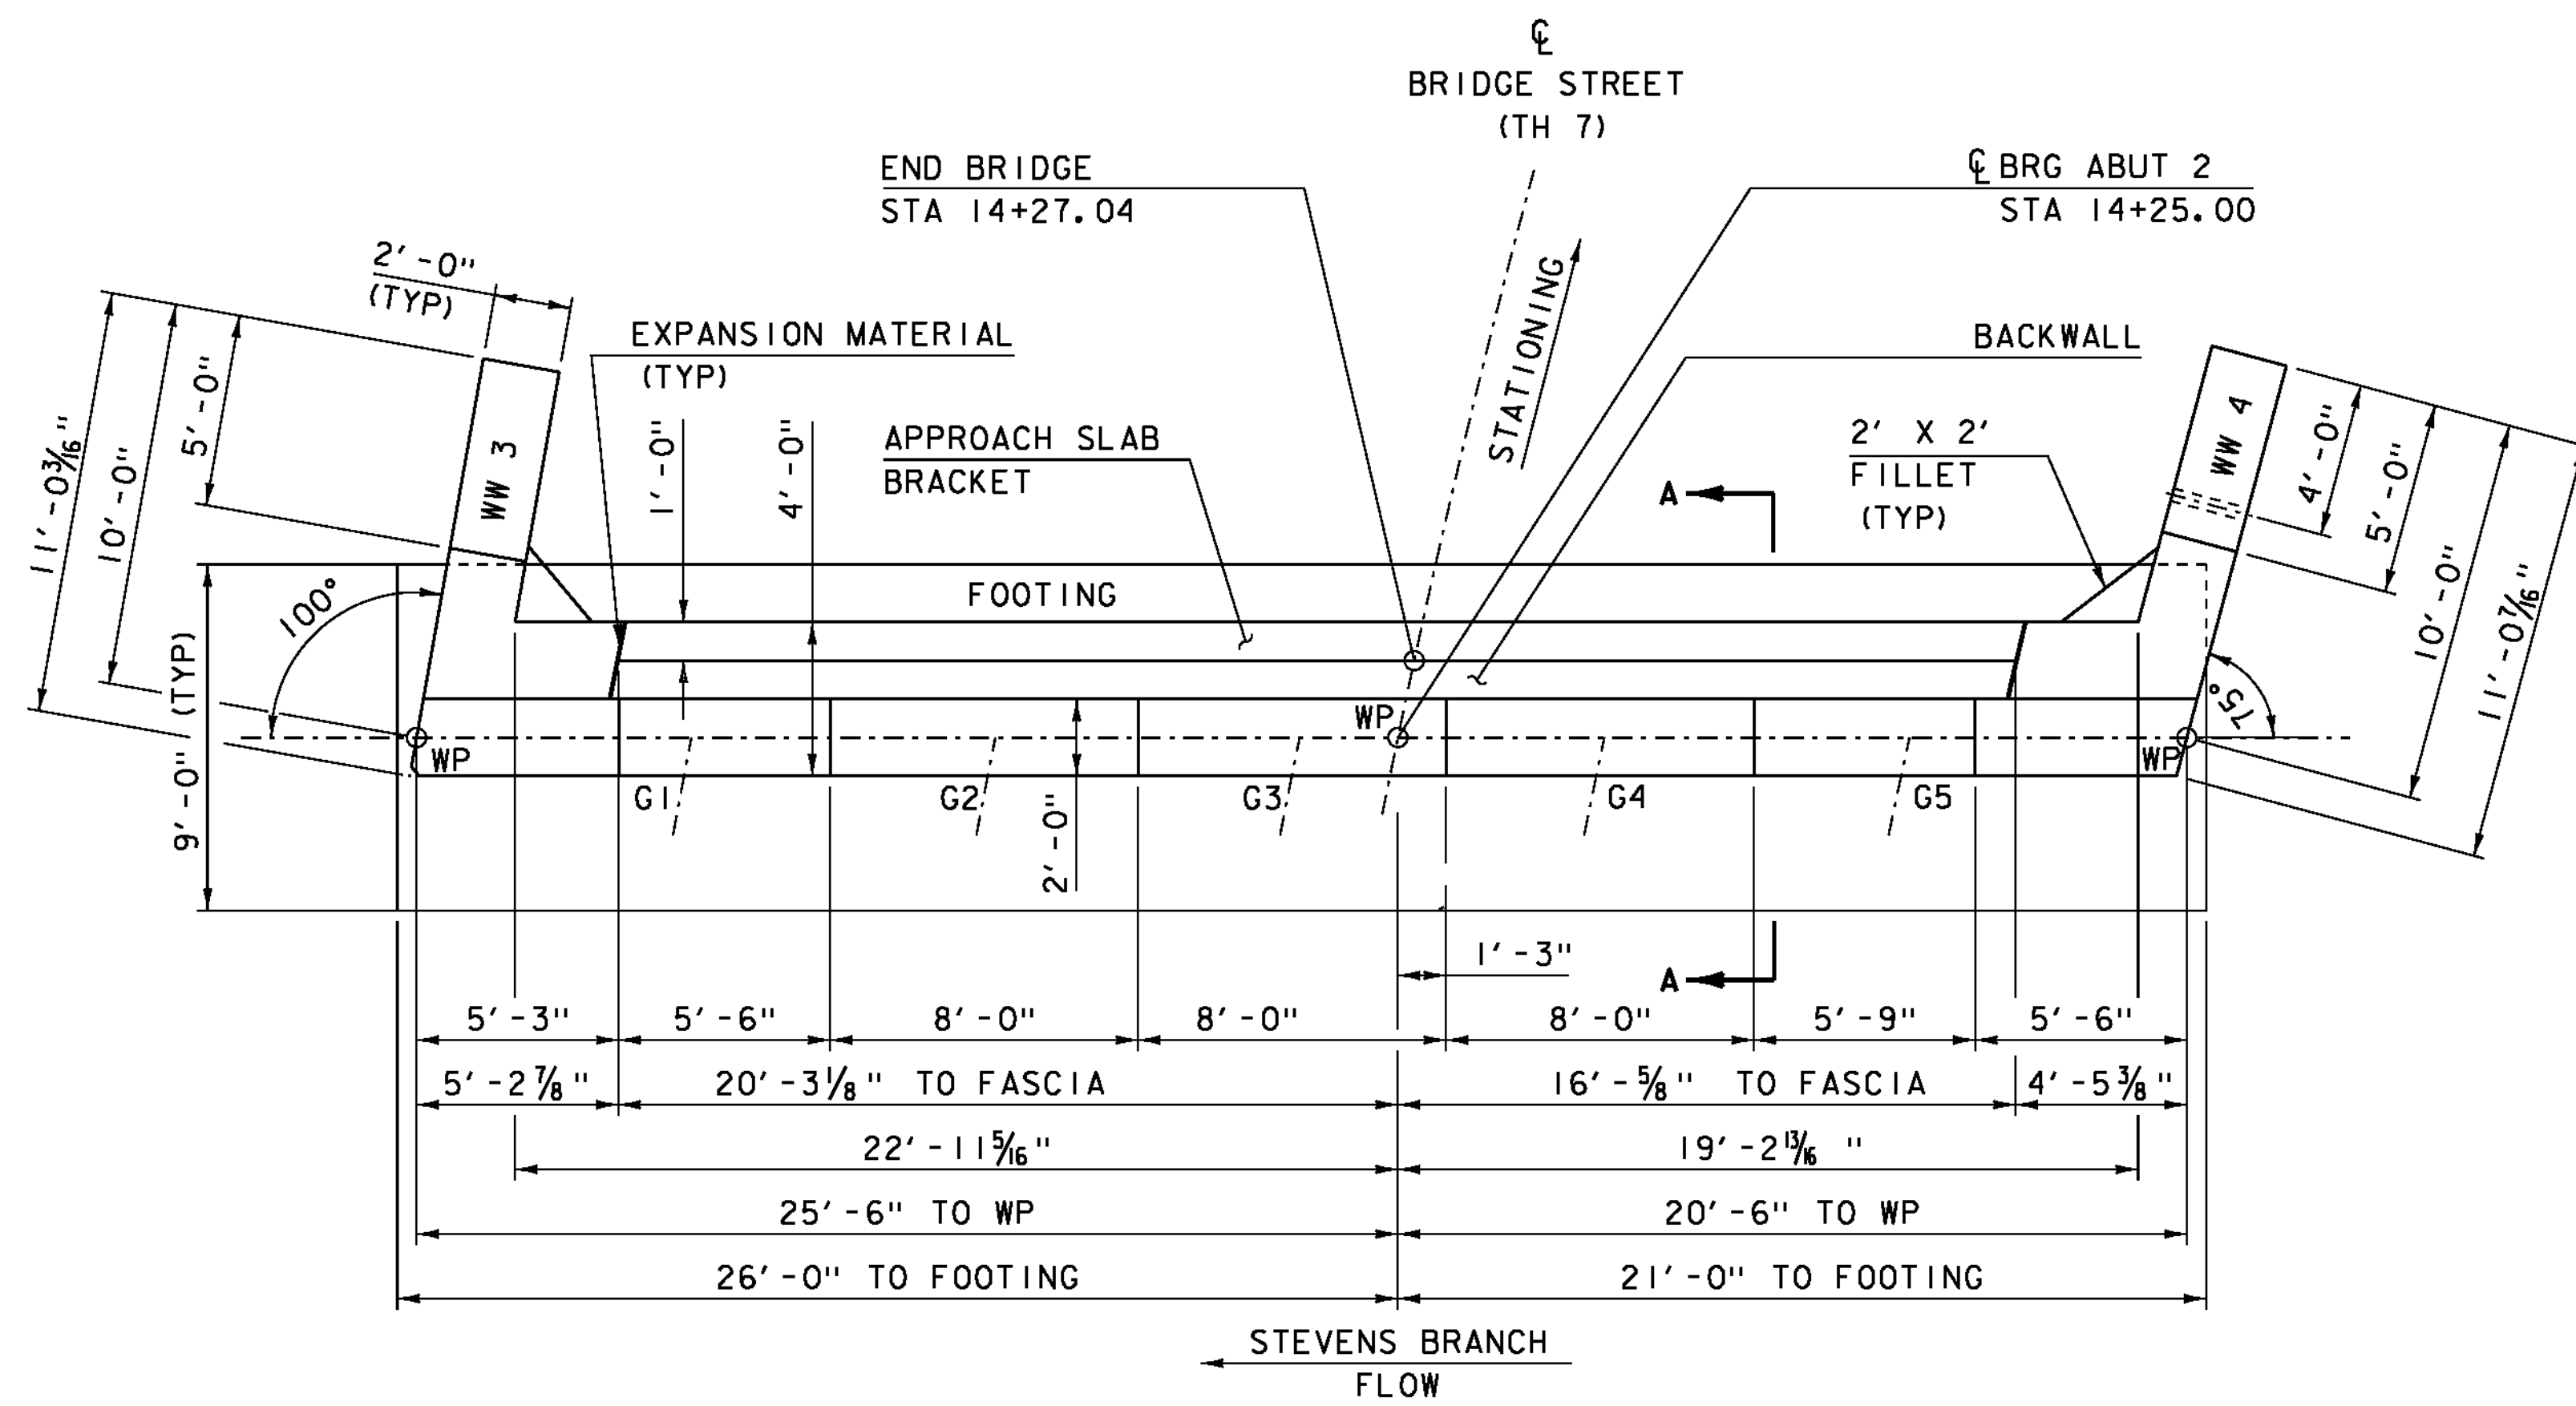 ℄
BRIDGE STREET
(TH 7)
END BRIDGE
STA 14+27.04
℄ BRG ABUT 2
STA 14+25.00
2'-0"
(TYP)
EXPANSION MATERIAL
(TYP)
STATIONING
BACKWALL
11'-0 3/16"
10'-0"
5'-0"
WW 3
1'-0"
4'-0"
APPROACH SLAB
BRACKET
A
2' X 2'
FILLET
(TYP)
WW 4
4'-0"
5'-0"
10'-0"
11'-0 7/16"
100°
FOOTING
75°
9'-0" (TYP)
WP
WP
WP
G1
G2
G3
G4
G5
2'-0"
1'-3"
A
5'-3"
5'-6"
8'-0"
8'-0"
8'-0"
5'-9"
5'-6"
5'-2 7/8"
20'-3 1/8" TO FASCIA
16'-5/8" TO FASCIA
4'-5 3/8"
22'-11 5/16"
19'-2 13/16"
25'-6" TO WP
20'-6" TO WP
26'-0" TO FOOTING
21'-0" TO FOOTING
STEVENS BRANCH
FLOW